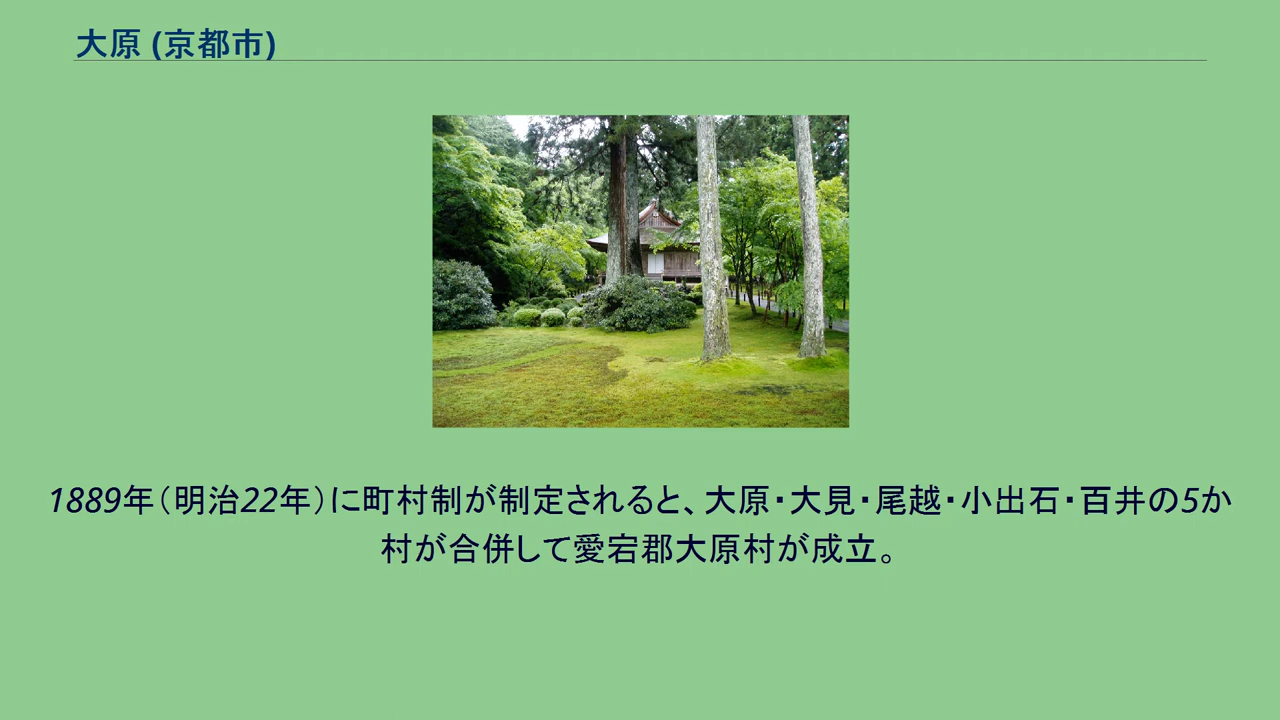 大原 (京都市)
1889年（明治22年）に町村制が制定されると、大原・大見・尾越・小出石・百井の5か
村が合併して愛宕郡大原村が成立。